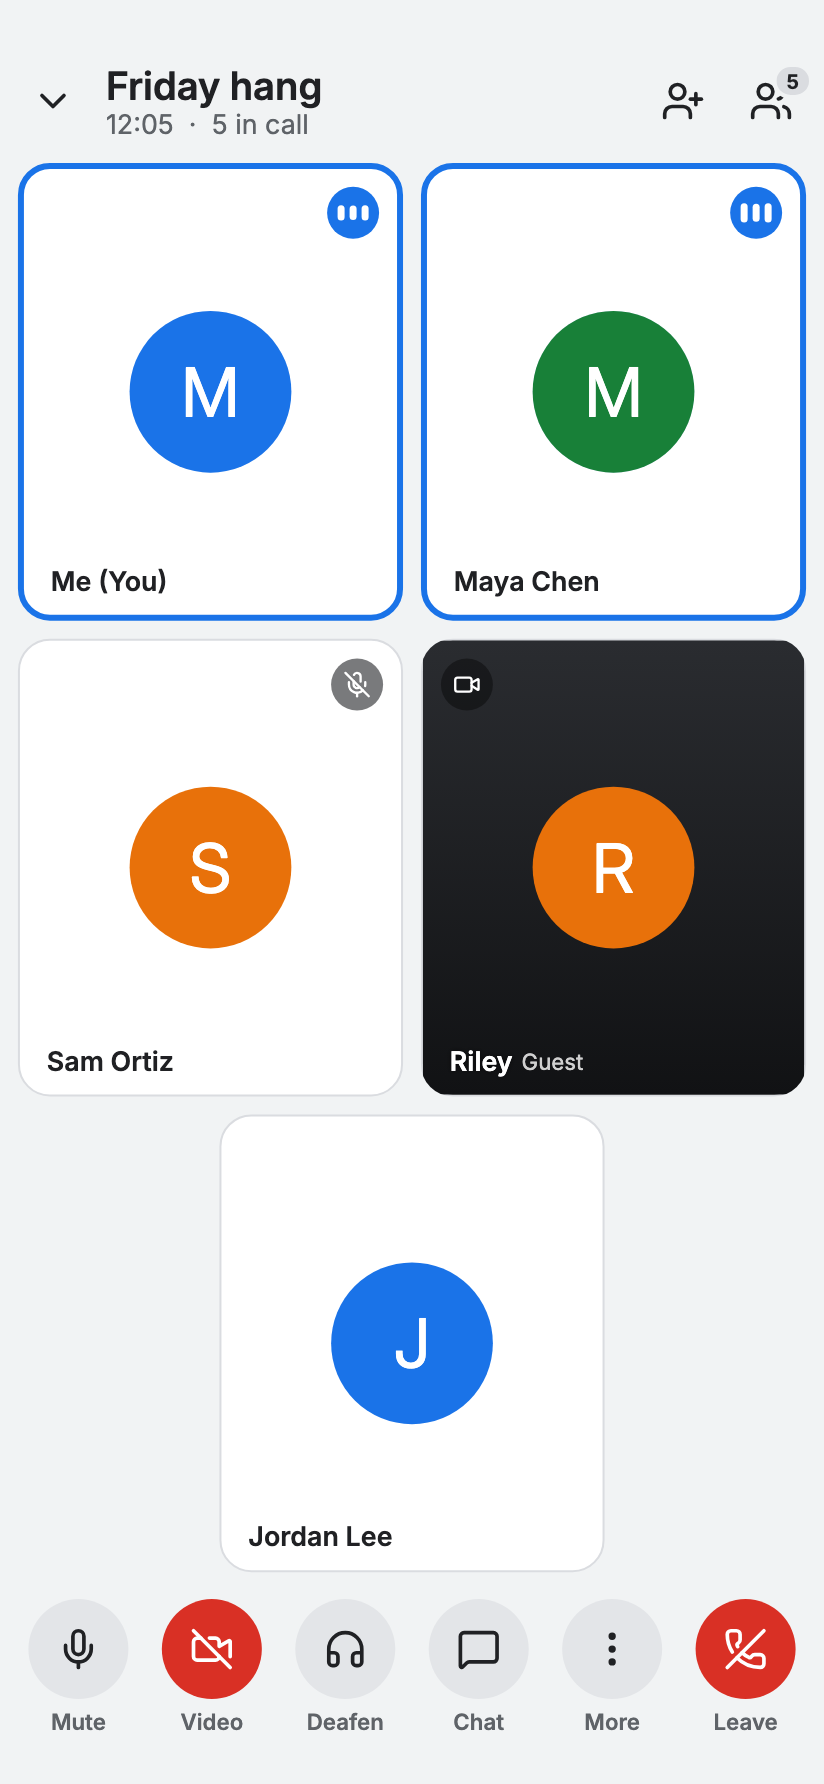 Friday hang
12:05 · 5 in call
5
M
Me (You)
M
Maya Chen
S
Sam Ortiz
R
Riley Guest
J
Jordan Lee
Mute
Video
Deafen
Chat
More
Leave